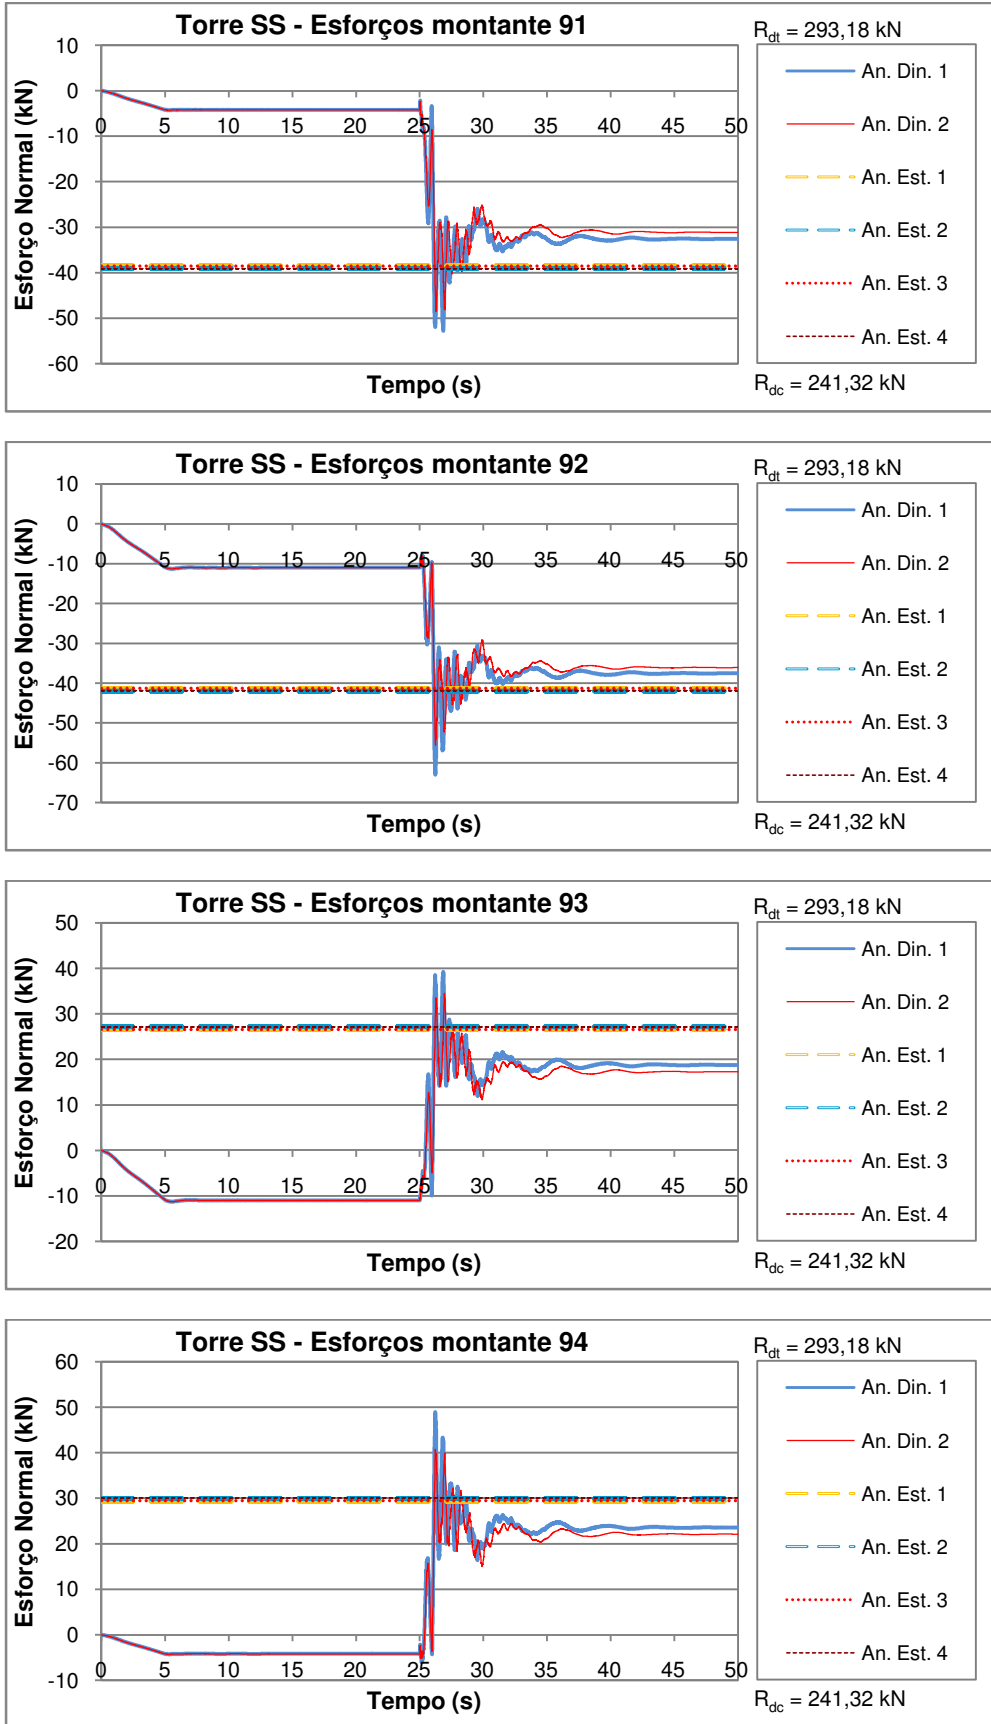 Torre SS - Esforços montante 91
R_dt = 293,18 kN
Esforço Normal (kN)
10
0
-10
-20
-30
-40
-50
-60
0 5 10 15 20 25 30 35 40 45 50
Tempo (s)
An. Din. 1
An. Din. 2
An. Est. 1
An. Est. 2
An. Est. 3
An. Est. 4
R_dc = 241,32 kN
Torre SS - Esforços montante 92
R_dt = 293,18 kN
Esforço Normal (kN)
10
0
-10
-20
-30
-40
-50
-60
-70
0 5 10 15 20 25 30 35 40 45 50
Tempo (s)
An. Din. 1
An. Din. 2
An. Est. 1
An. Est. 2
An. Est. 3
An. Est. 4
R_dc = 241,32 kN
Torre SS - Esforços montante 93
R_dt = 293,18 kN
Esforço Normal (kN)
50
40
30
20
10
0
-10
-20
0 5 10 15 20 25 30 35 40 45 50
Tempo (s)
An. Din. 1
An. Din. 2
An. Est. 1
An. Est. 2
An. Est. 3
An. Est. 4
R_dc = 241,32 kN
Torre SS - Esforços montante 94
R_dt = 293,18 kN
Esforço Normal (kN)
60
50
40
30
20
10
0
-10
0 5 10 15 20 25 30 35 40 45 50
Tempo (s)
An. Din. 1
An. Din. 2
An. Est. 1
An. Est. 2
An. Est. 3
An. Est. 4
R_dc = 241,32 kN